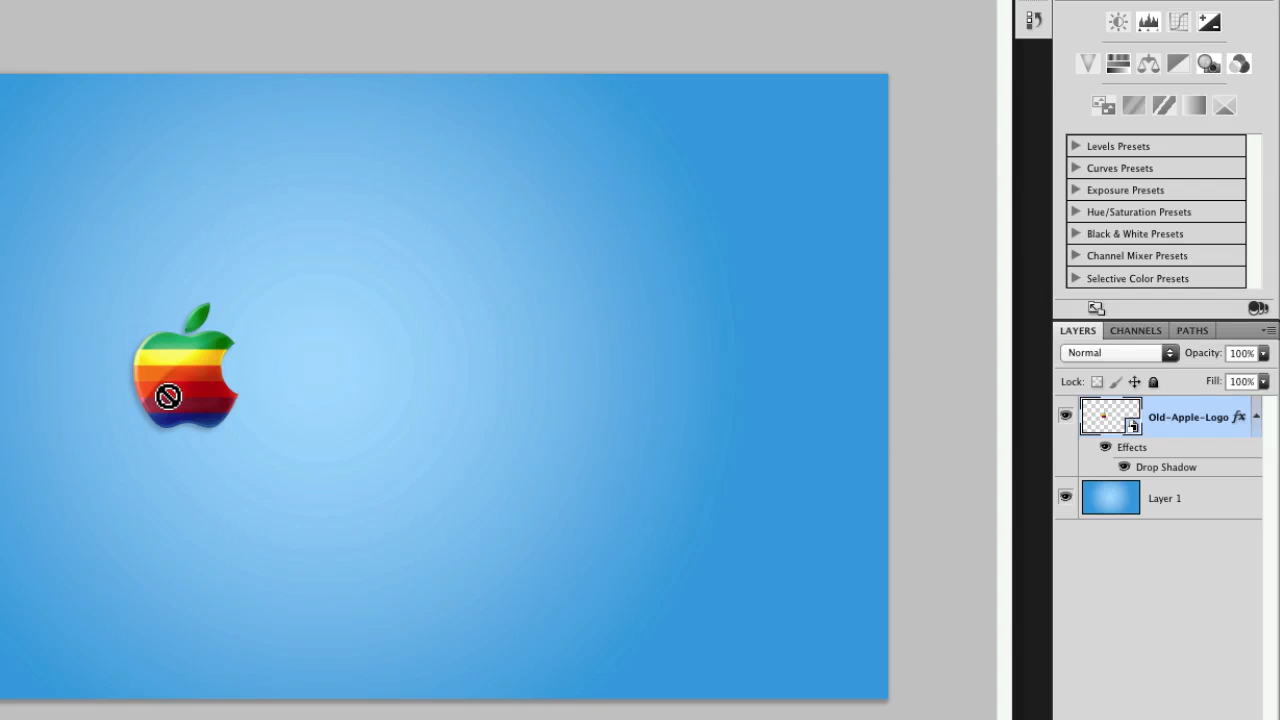 Levels Presets
Curves Presets
Exposure Presets
Hue/Saturation Presets
Black & White Presets
Channel Mixer Presets
Selective Color Presets
LAYERS CHANNELS PATHS
Normal Opacity: 100%
Lock: Fill: 100%
Old-Apple-Logo fx
Effects
Drop Shadow
Layer 1